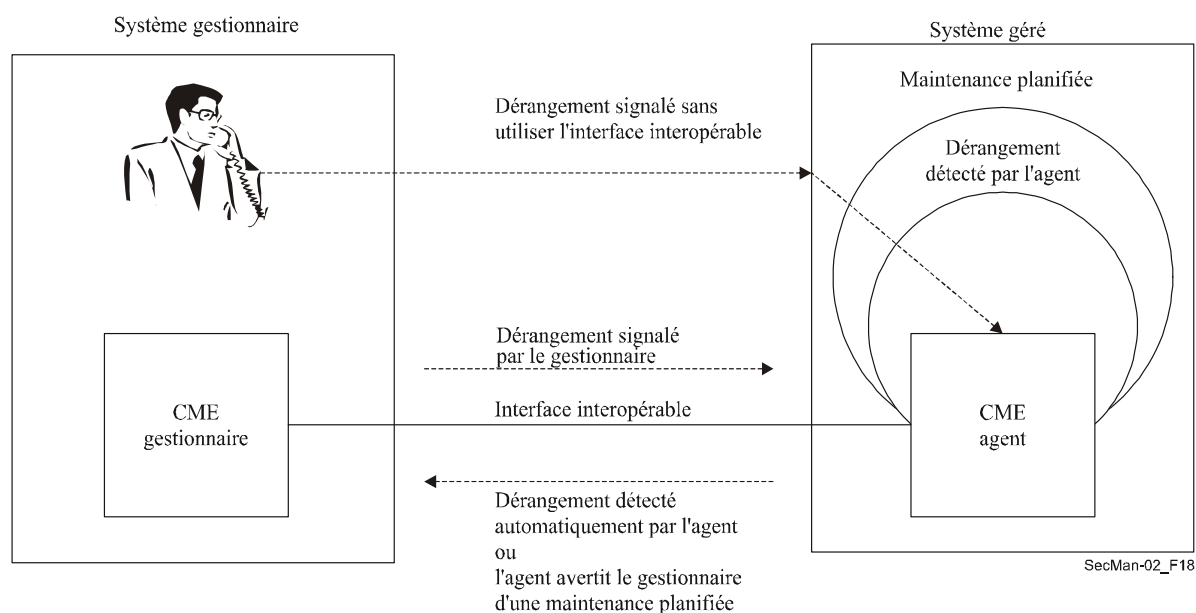 Système gestionnaire
Système géré
Maintenance planifiée
Dérangement signalé sans
utiliser l'interface interopérable
Dérangement
détecté par l'agent
Dérangement signalé
par le gestionnaire
Interface interopérable
CME
gestionnaire
CME
agent
Dérangement détecté
automatiquement par l'agent
ou
l'agent avertit le gestionnaire
d'une maintenance planifiée
SecMan-02_F18